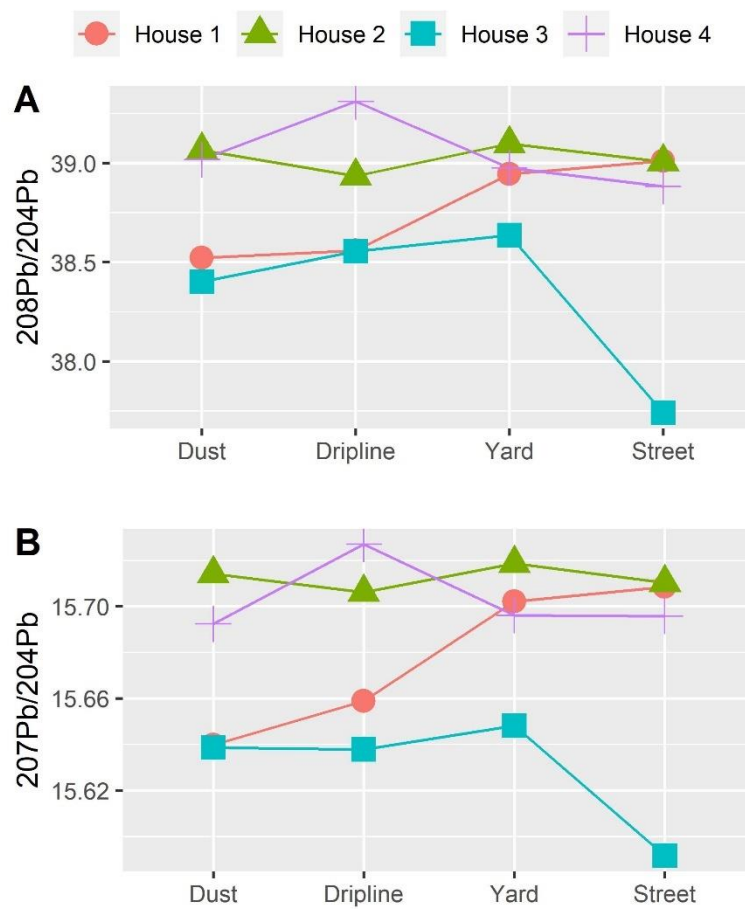 House 1 House 2 House 3 House 4
A
208Pb/204Pb
39.0
38.5
38.0
Dust Dripline Yard Street
B
207Pb/204Pb
15.70
15.66
15.62
Dust Dripline Yard Street